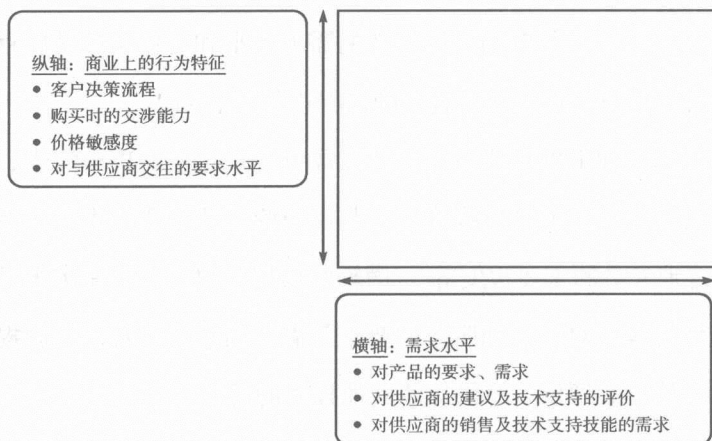 纵轴：商业上的行为特征
• 客户决策流程
• 购买时的交涉能力
• 价格敏感度
• 对与供应商交往的要求水平
横轴：需求水平
• 对产品的要求、需求
• 对供应商的建议及技术支持的评价
• 对供应商的销售及技术支持技能的需求